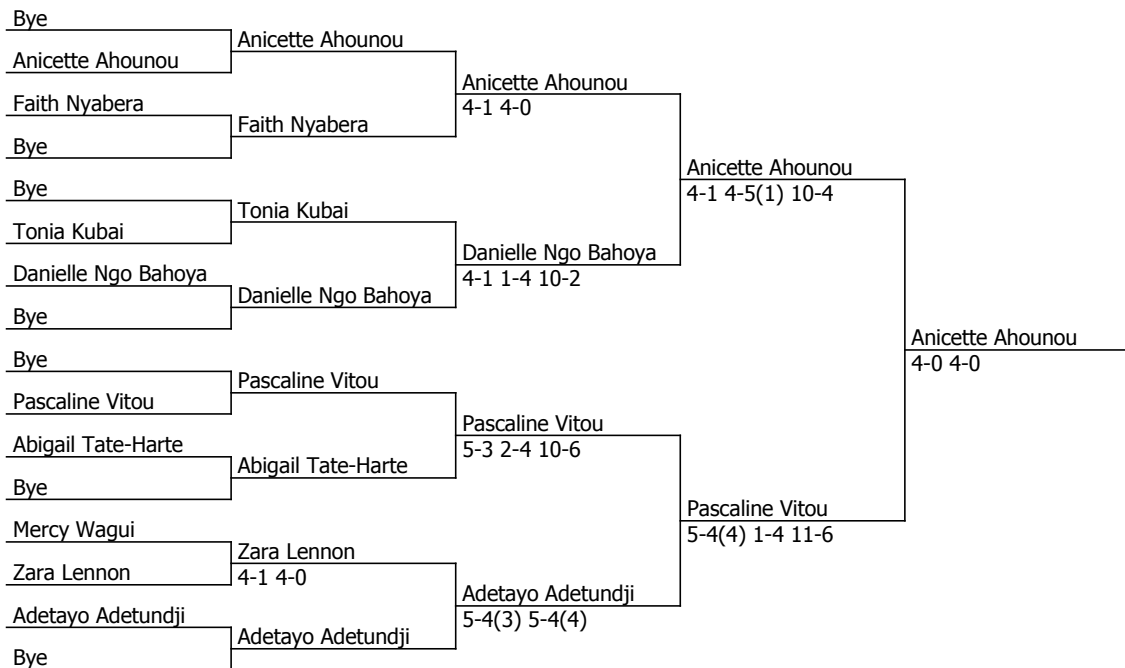 Bye
Anicette Ahounou
Faith Nyabera
Bye
Bye
Tonia Kubai
Danielle Ngo Bahoya
Bye
Bye
Pascaline Vitou
Abigail Tate-Harte
Bye
Mercy Wagui
Zara Lennon
Adetayo Adetundji
Bye
Anicette Ahounou
Faith Nyabera
Tonia Kubai
Danielle Ngo Bahoya
Pascaline Vitou
Abigail Tate-Harte
Zara Lennon
4-1 4-0
Adetayo Adetundji
Anicette Ahounou
4-1 4-0
Danielle Ngo Bahoya
4-1 1-4 10-2
Pascaline Vitou
5-3 2-4 10-6
Adetayo Adetundji
5-4(3) 5-4(4)
Anicette Ahounou
4-1 4-5(1) 10-4
Pascaline Vitou
5-4(4) 1-4 11-6
Anicette Ahounou
4-0 4-0